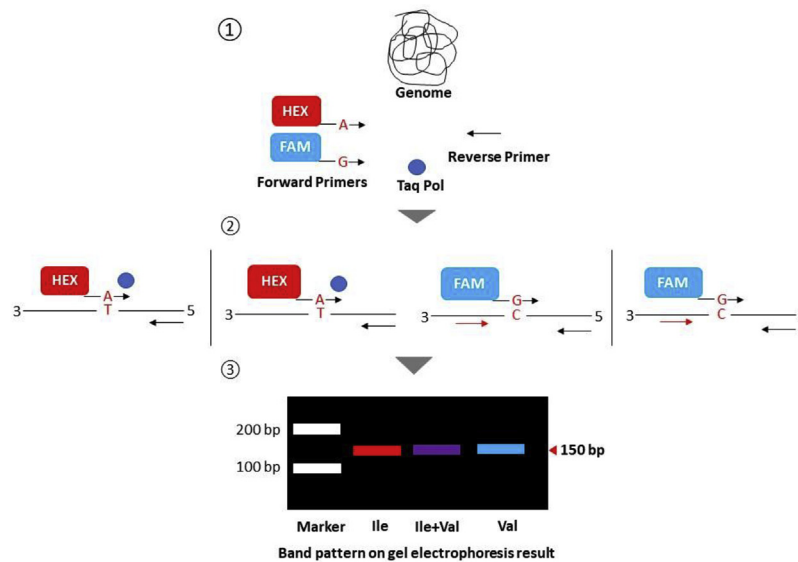 ①
Genome
HEX
A
FAM
G
Forward Primers
Taq Pol
Reverse Primer
②
HEX
A
T
3
5
HEX
A
T
3
FAM
G
C
3
5
FAM
G
C
3
③
200 bp
100 bp
150 bp
Marker Ile Ile+Val Val
Band pattern on gel electrophoresis result